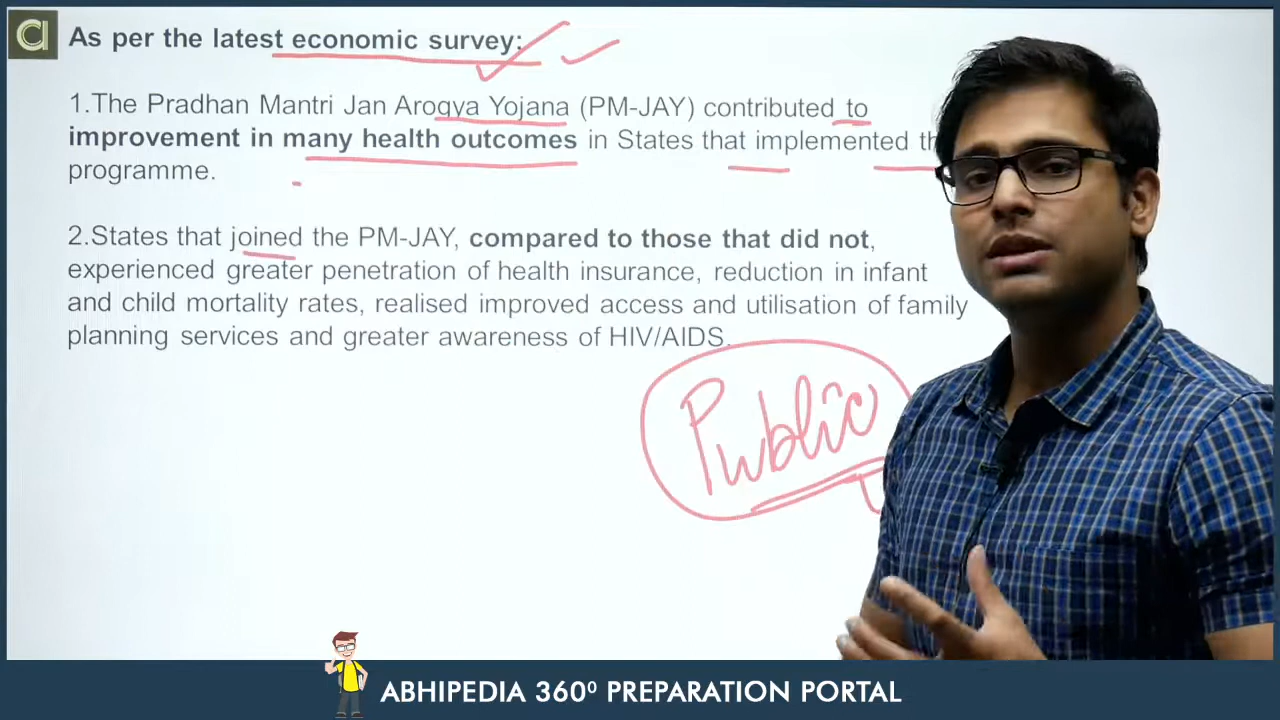 As per the latest economic survey:
1.The Pradhan Mantri Jan Arogya Yojana (PM-JAY) contributed to
improvement in many health outcomes in States that implemented th
programme.
2.States that joined the PM-JAY, compared to those that did not,
experienced greater penetration of health insurance, reduction in infant
and child mortality rates, realised improved access and utilisation of family
planning services and greater awareness of HIV/AIDS.
Public
ABHIPEDIA 360⁰ PREPARATION PORTAL